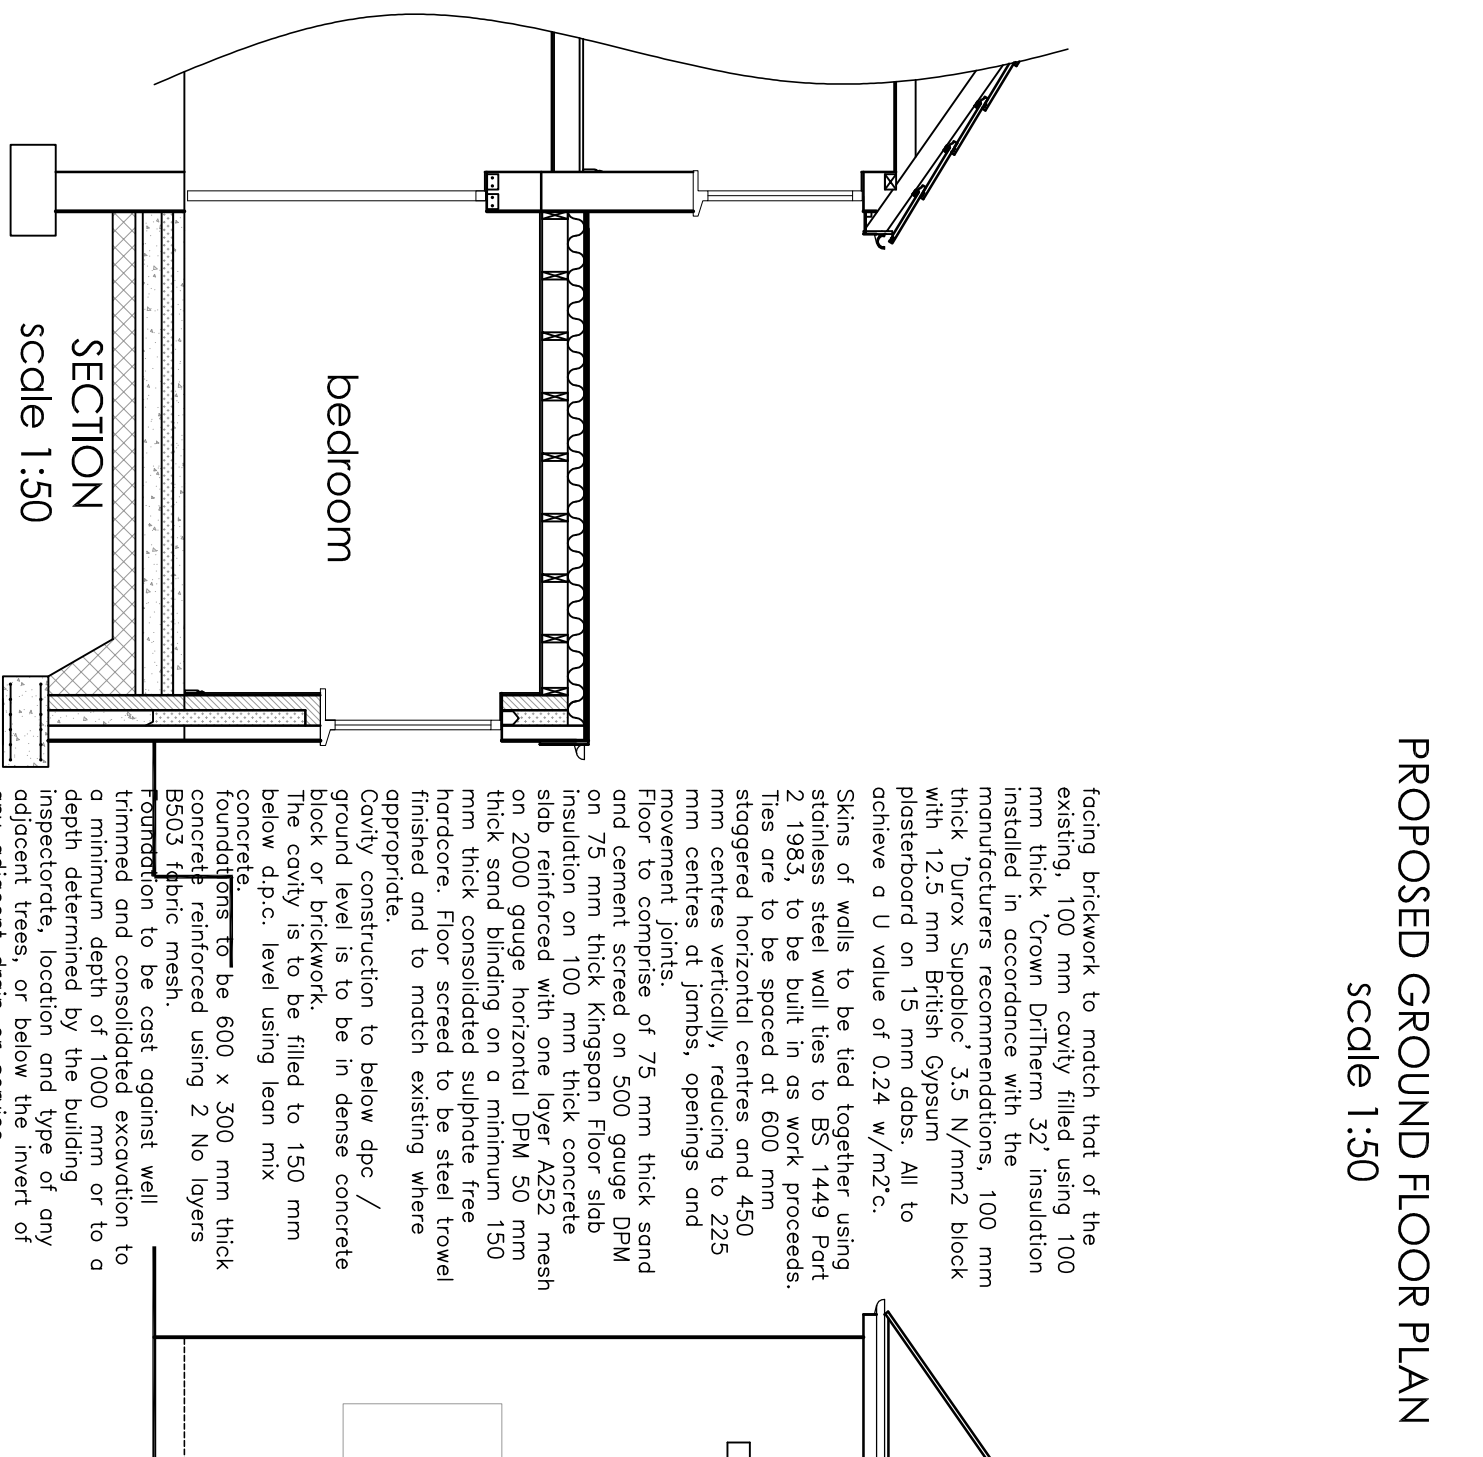 PROPOSED GROUND FLOOR PLAN
scale 1:50
facing brickwork to match that of the
existing, 100 mm cavity filled using 100
mm thick 'Crown DriTherm 32' insulation
installed in accordance with the
manufacturers recommendations, 100 mm
thick 'Durox Supabloc' 3.5 N/mm2 block
with 12.5 mm British Gypsum
plasterboard on 15 mm dabs. All to
achieve a U value of 0.24 w/m2°c.
Skins of walls to be tied together using
stainless steel wall ties to BS 1449 Part
2 1983, to be built in as work proceeds.
Ties are to be spaced at 600 mm
staggered horizontal centres and 450
mm centres vertically, reducing to 225
mm centres at jambs, openings and
movement joints.
Floor to comprise of 75 mm thick sand
and cement screed on 500 gauge DPM
on 75 mm thick Kingspan Floor slab
insulation on 100 mm thick concrete
slab reinforced with one layer A252 mesh
on 2000 gauge horizontal DPM 50 mm
thick sand blinding on a minimum 150
mm thick consolidated sulphate free
hardcore. Floor screed to be steel trowel
finished and to match existing where
appropriate.
Cavity construction to below dpc /
ground level is to be in dense concrete
block or brickwork.
The cavity is to be filled to 150 mm
below d.p.c. level using lean mix
concrete.
foundations to be 600 x 300 mm thick
concrete reinforced using 2 No layers
B503 fabric mesh.
Foundation to be cast against well
trimmed and consolidated excavation to
a minimum depth of 1000 mm or to a
depth determined by the building
inspectorate, location and type of any
adjacent trees, or below the invert of
bedroom
SECTION
scale 1:50